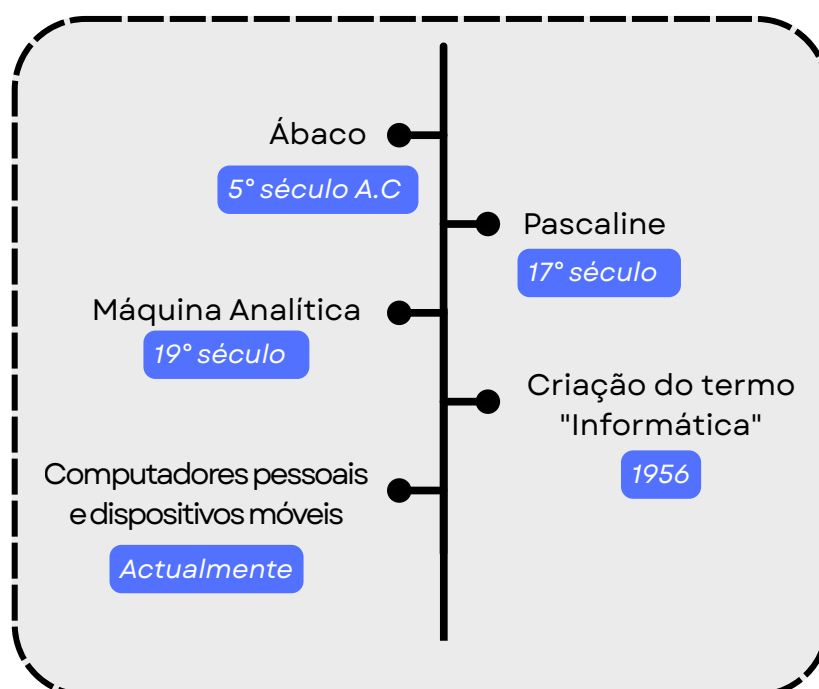 Ábaco
5° século A.C
Pascaline
17° século
Máquina Analítica
19° século
Criação do termo
"Informática"
1956
Computadores pessoais
e dispositivos móveis
Actualmente